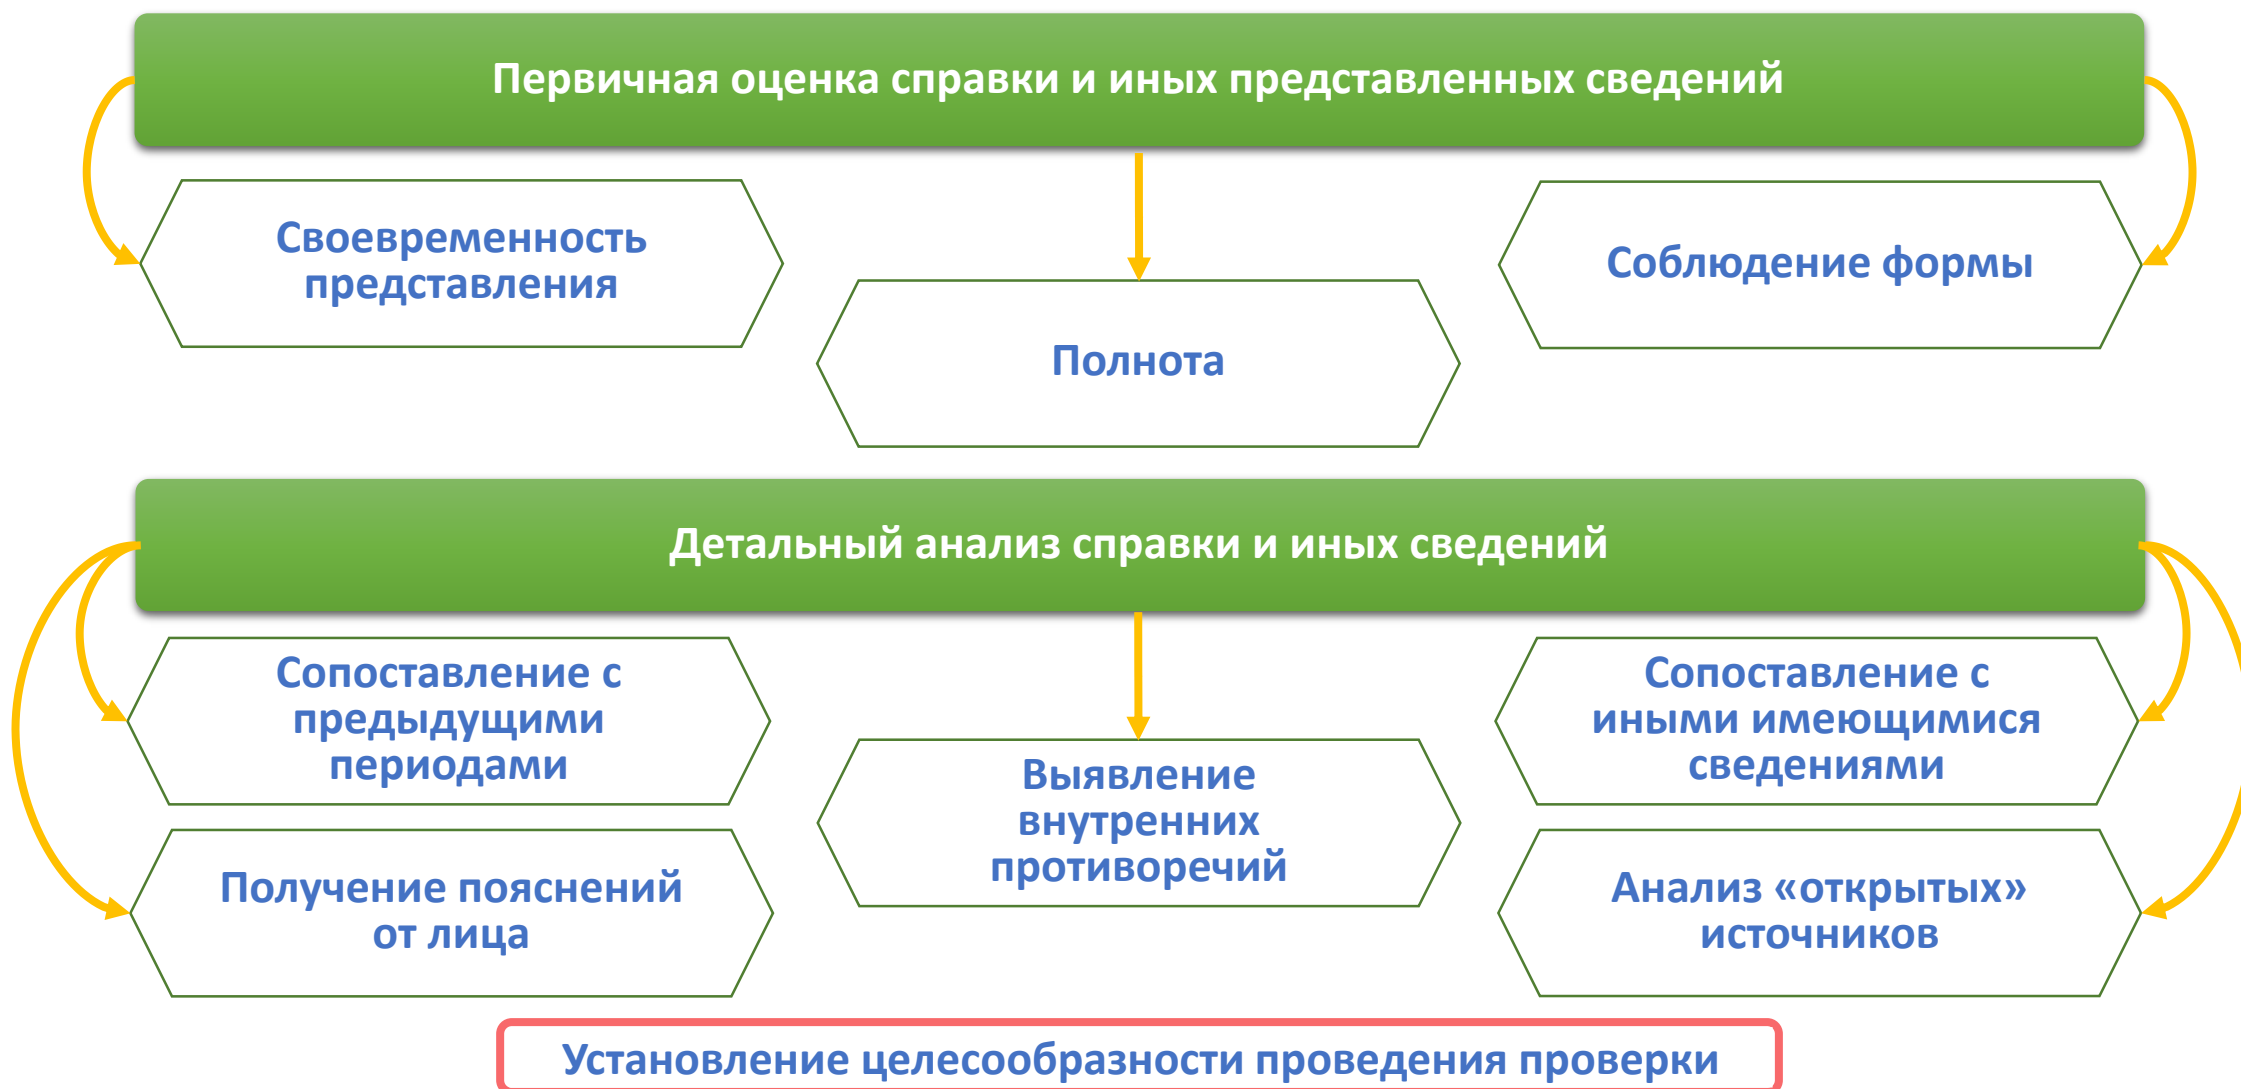 Первичная оценка справки и иных представленных сведений
Своевременность
представления
Полнота
Соблюдение формы
Детальный анализ справки и иных сведений
Сопоставление с
предыдущими
периодами
Получение пояснений
от лица
Выявление
внутренних
противоречий
Сопоставление с
иными имеющимися
сведениями
Анализ «открытых»
источников
Установление целесообразности проведения проверки